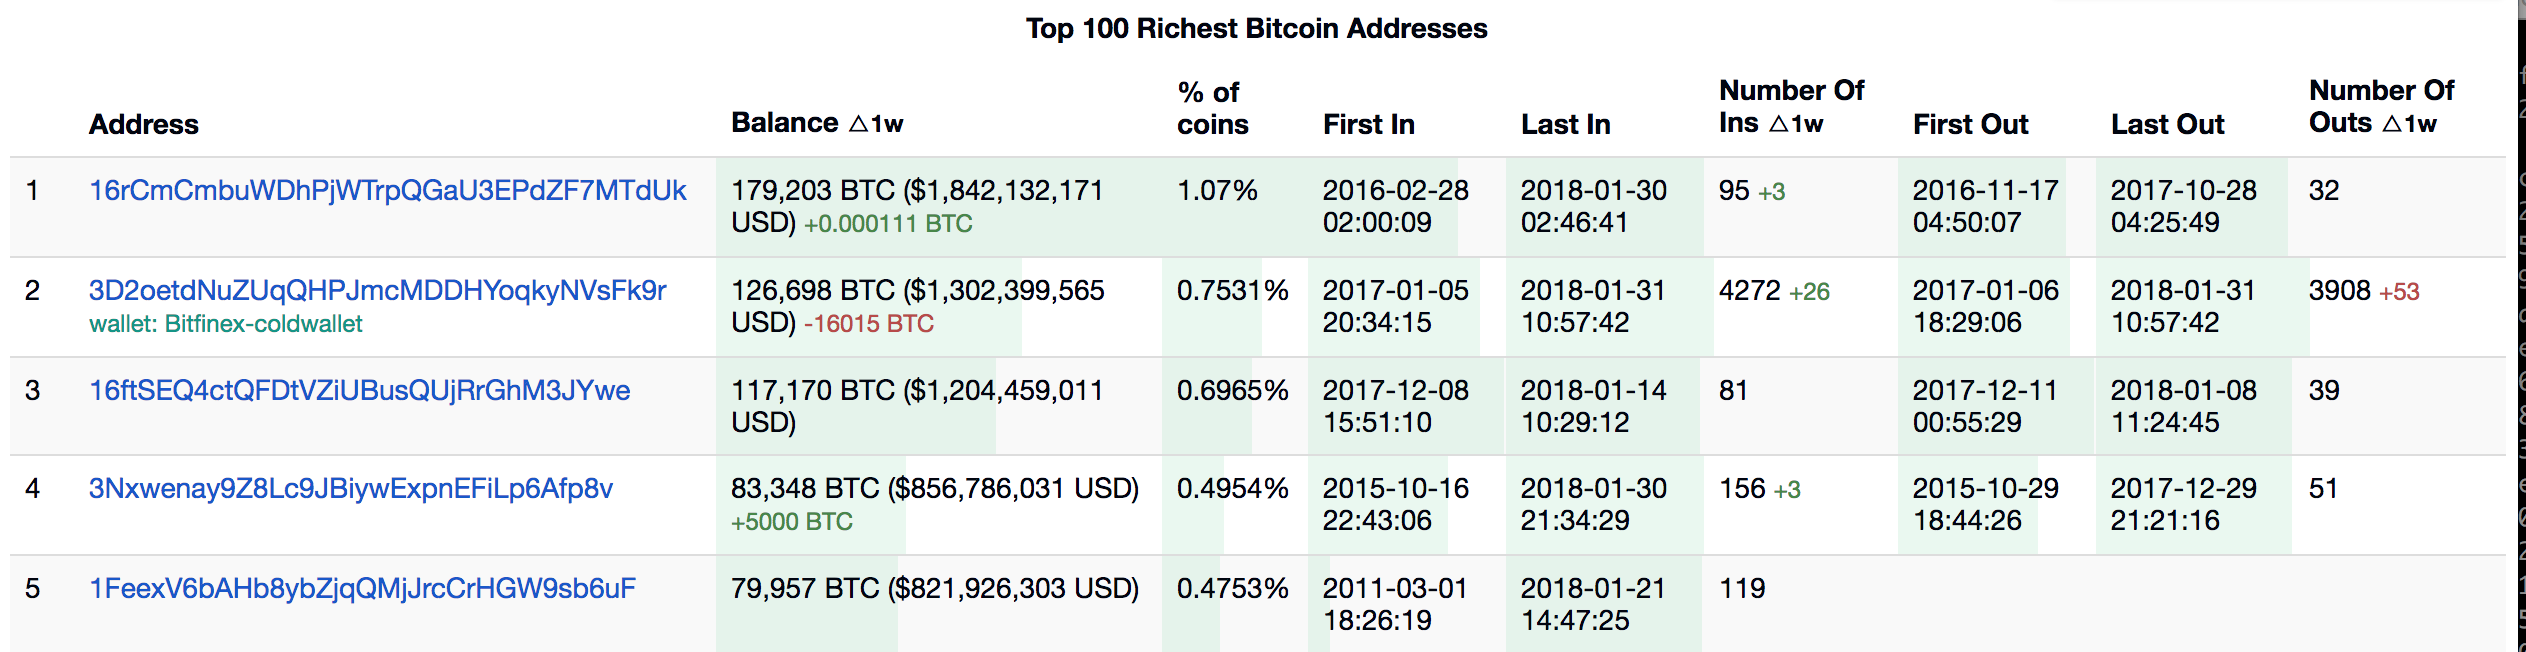 Top 100 Richest Bitcoin Addresses
Address Balance △1w % of coins First In Last In Number Of Ins △1w First Out Last Out Number Of Outs △1w
1 16rCmCmbuWDhPjWTrpQGaU3EPdZF7MTdUk 179,203 BTC ($1,842,132,171 1.07% 2016-02-28 2018-01-30 95 +3 2016-11-17 2017-10-28 32
USD) +0.000111 BTC 02:00:09 02:46:41 04:50:07 04:25:49
2 3D2oetdNuZUqQHPJmcMDDHYoqkyNVsFk9r 126,698 BTC ($1,302,399,565 0.7531% 2017-01-05 2018-01-31 4272 +26 2017-01-06 2018-01-31 3908 +53
wallet: Bitfinex-coldwallet USD) -16015 BTC 20:34:15 10:57:42 18:29:06 10:57:42
3 16ftSEQ4ctQFDtVZiUBusQUjRrGhM3JYwe 117,170 BTC ($1,204,459,011 0.6965% 2017-12-08 2018-01-14 81 2017-12-11 2018-01-08 39
USD) 15:51:10 10:29:12 00:55:29 11:24:45
4 3Nxwenay9Z8Lc9JBiywExpnEFiLp6Afp8v 83,348 BTC ($856,786,031 USD) 0.4954% 2015-10-16 2018-01-30 156 +3 2015-10-29 2017-12-29 51
+5000 BTC 22:43:06 21:34:29 18:44:26 21:21:16
5 1FeexV6bAHb8ybZjqQMjJrcCrHGW9sb6uF 79,957 BTC ($821,926,303 USD) 0.4753% 2011-03-01 2018-01-21 119
18:26:19 14:47:25